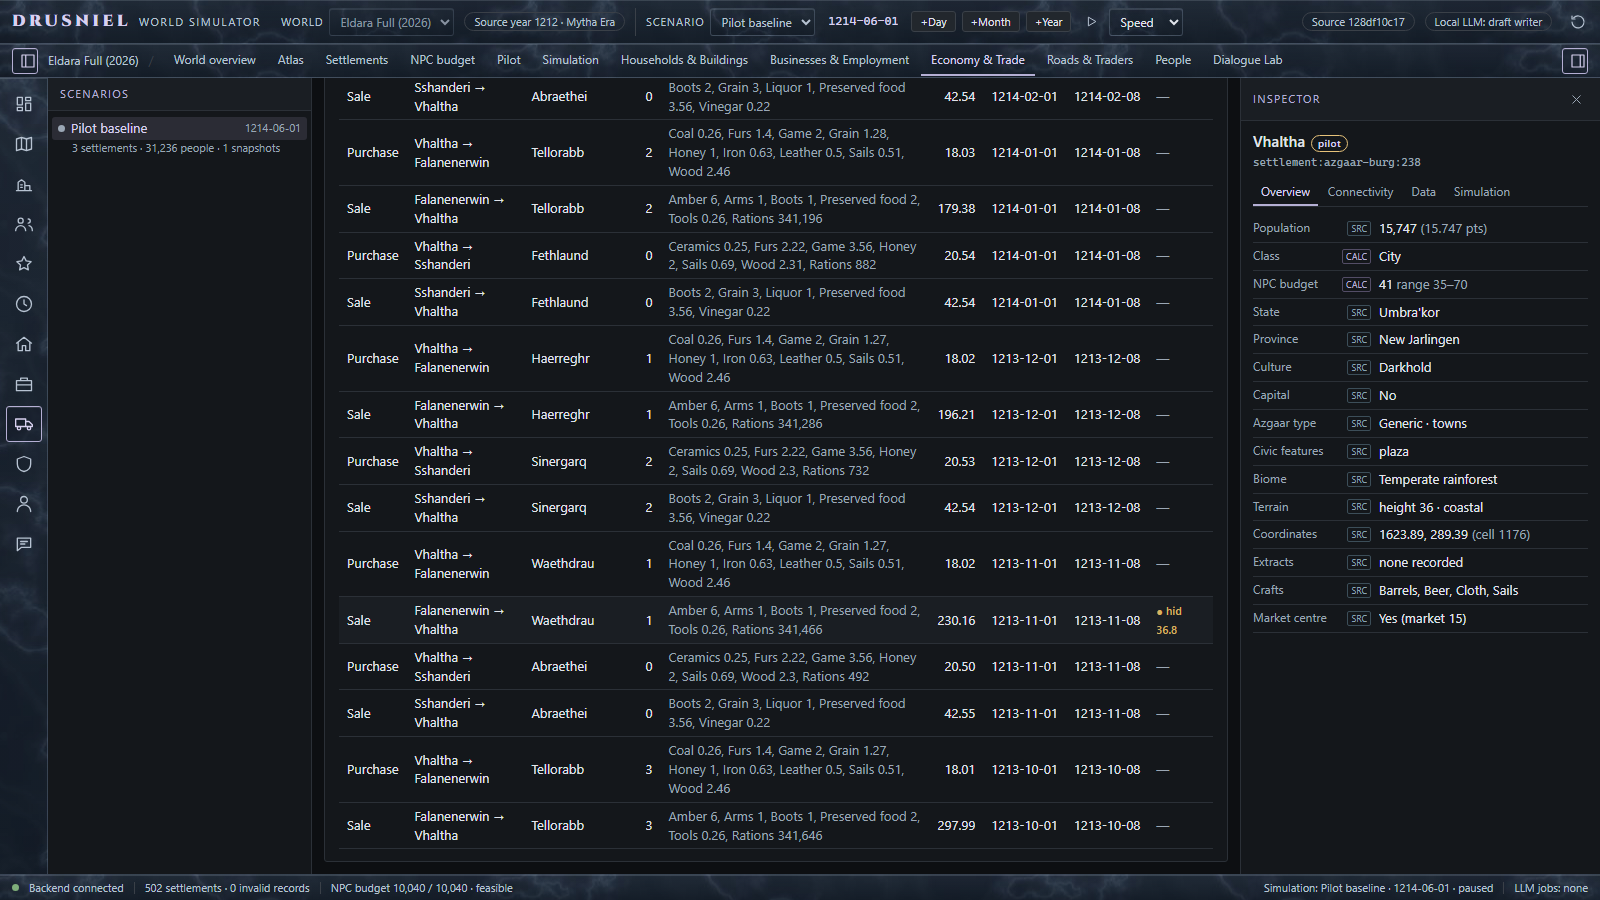 DRUSNIEL WORLD SIMULATOR WORLD Eldara Full (2026) Source year 1212 · Mytha Era SCENARIO Pilot baseline 1214-06-01 +Day +Month +Year Speed Source 128df10c17 Local LLM: draft writer
Eldara Full (2026) / World overview Atlas Settlements NPC budget Pilot Simulation Households & Buildings Businesses & Employment Economy & Trade Roads & Traders People Dialogue Lab
SCENARIOS
Pilot baseline 1214-06-01
3 settlements · 31,236 people · 1 snapshots
Sale Sshanderi → Vhaltha Abraethei 0 Boots 2, Grain 3, Liquor 1, Preserved food 3.56, Vinegar 0.22 42.54 1214-02-01 1214-02-08 —
Purchase Vhaltha → Falanenerwin Tellorabb 2 Coal 0.26, Furs 1.4, Game 2, Grain 1.28, Honey 1, Iron 0.63, Leather 0.5, Sails 0.51, Wood 2.46 18.03 1214-01-01 1214-01-08 —
Sale Falanenerwin → Vhaltha Tellorabb 2 Amber 6, Arms 1, Boots 1, Preserved food 2, Tools 0.26, Rations 341,196 179.38 1214-01-01 1214-01-08 —
Purchase Vhaltha → Sshanderi Fethlaund 0 Ceramics 0.25, Furs 2.22, Game 3.56, Honey 2, Sails 0.69, Wood 2.31, Rations 882 20.54 1214-01-01 1214-01-08 —
Sale Sshanderi → Vhaltha Fethlaund 0 Boots 2, Grain 3, Liquor 1, Preserved food 3.56, Vinegar 0.22 42.54 1214-01-01 1214-01-08 —
Purchase Vhaltha → Falanenerwin Haerreghr 1 Coal 0.26, Furs 1.4, Game 2, Grain 1.27, Honey 1, Iron 0.63, Leather 0.5, Sails 0.51, Wood 2.46 18.02 1213-12-01 1213-12-08 —
Sale Falanenerwin → Vhaltha Haerreghr 1 Amber 6, Arms 1, Boots 1, Preserved food 2, Tools 0.26, Rations 341,286 196.21 1213-12-01 1213-12-08 —
Purchase Vhaltha → Sshanderi Sinergarq 2 Ceramics 0.25, Furs 2.22, Game 3.56, Honey 2, Sails 0.69, Wood 2.3, Rations 732 20.53 1213-12-01 1213-12-08 —
Sale Sshanderi → Vhaltha Sinergarq 2 Boots 2, Grain 3, Liquor 1, Preserved food 3.56, Vinegar 0.22 42.54 1213-12-01 1213-12-08 —
Purchase Vhaltha → Falanenerwin Waethdrau 1 Coal 0.26, Furs 1.4, Game 2, Grain 1.27, Honey 1, Iron 0.63, Leather 0.5, Sails 0.51, Wood 2.46 18.02 1213-11-01 1213-11-08 —
Sale Falanenerwin → Vhaltha Waethdrau 1 Amber 6, Arms 1, Boots 1, Preserved food 2, Tools 0.26, Rations 341,466 230.16 1213-11-01 1213-11-08 ● hid 36.8
Purchase Vhaltha → Sshanderi Abraethei 0 Ceramics 0.25, Furs 2.22, Game 3.56, Honey 2, Sails 0.69, Wood 2.3, Rations 492 20.50 1213-11-01 1213-11-08 —
Sale Sshanderi → Vhaltha Abraethei 0 Boots 2, Grain 3, Liquor 1, Preserved food 3.56, Vinegar 0.22 42.55 1213-11-01 1213-11-08 —
Purchase Vhaltha → Falanenerwin Tellorabb 3 Coal 0.26, Furs 1.4, Game 2, Grain 1.27, Honey 1, Iron 0.63, Leather 0.5, Sails 0.51, Wood 2.46 18.01 1213-10-01 1213-10-08 —
Sale Falanenerwin → Vhaltha Tellorabb 3 Amber 6, Arms 1, Boots 1, Preserved food 2, Tools 0.26, Rations 341,646 297.99 1213-10-01 1213-10-08 —
INSPECTOR
Vhaltha pilot
settlement:azgaar-burg:238
Overview Connectivity Data Simulation
Population SRC 15,747 (15.747 pts)
Class CALC City
NPC budget CALC 41 range 35–70
State SRC Umbra'kor
Province SRC New Jarlingen
Culture SRC Darkhold
Capital SRC No
Azgaar type SRC Generic · towns
Civic features SRC plaza
Biome SRC Temperate rainforest
Terrain SRC height 36 · coastal
Coordinates SRC 1623.89, 289.39 (cell 1176)
Extracts SRC none recorded
Crafts SRC Barrels, Beer, Cloth, Sails
Market centre SRC Yes (market 15)
Backend connected 502 settlements · 0 invalid records NPC budget 10,040 / 10,040 · feasible Simulation: Pilot baseline · 1214-06-01 · paused LLM jobs: none